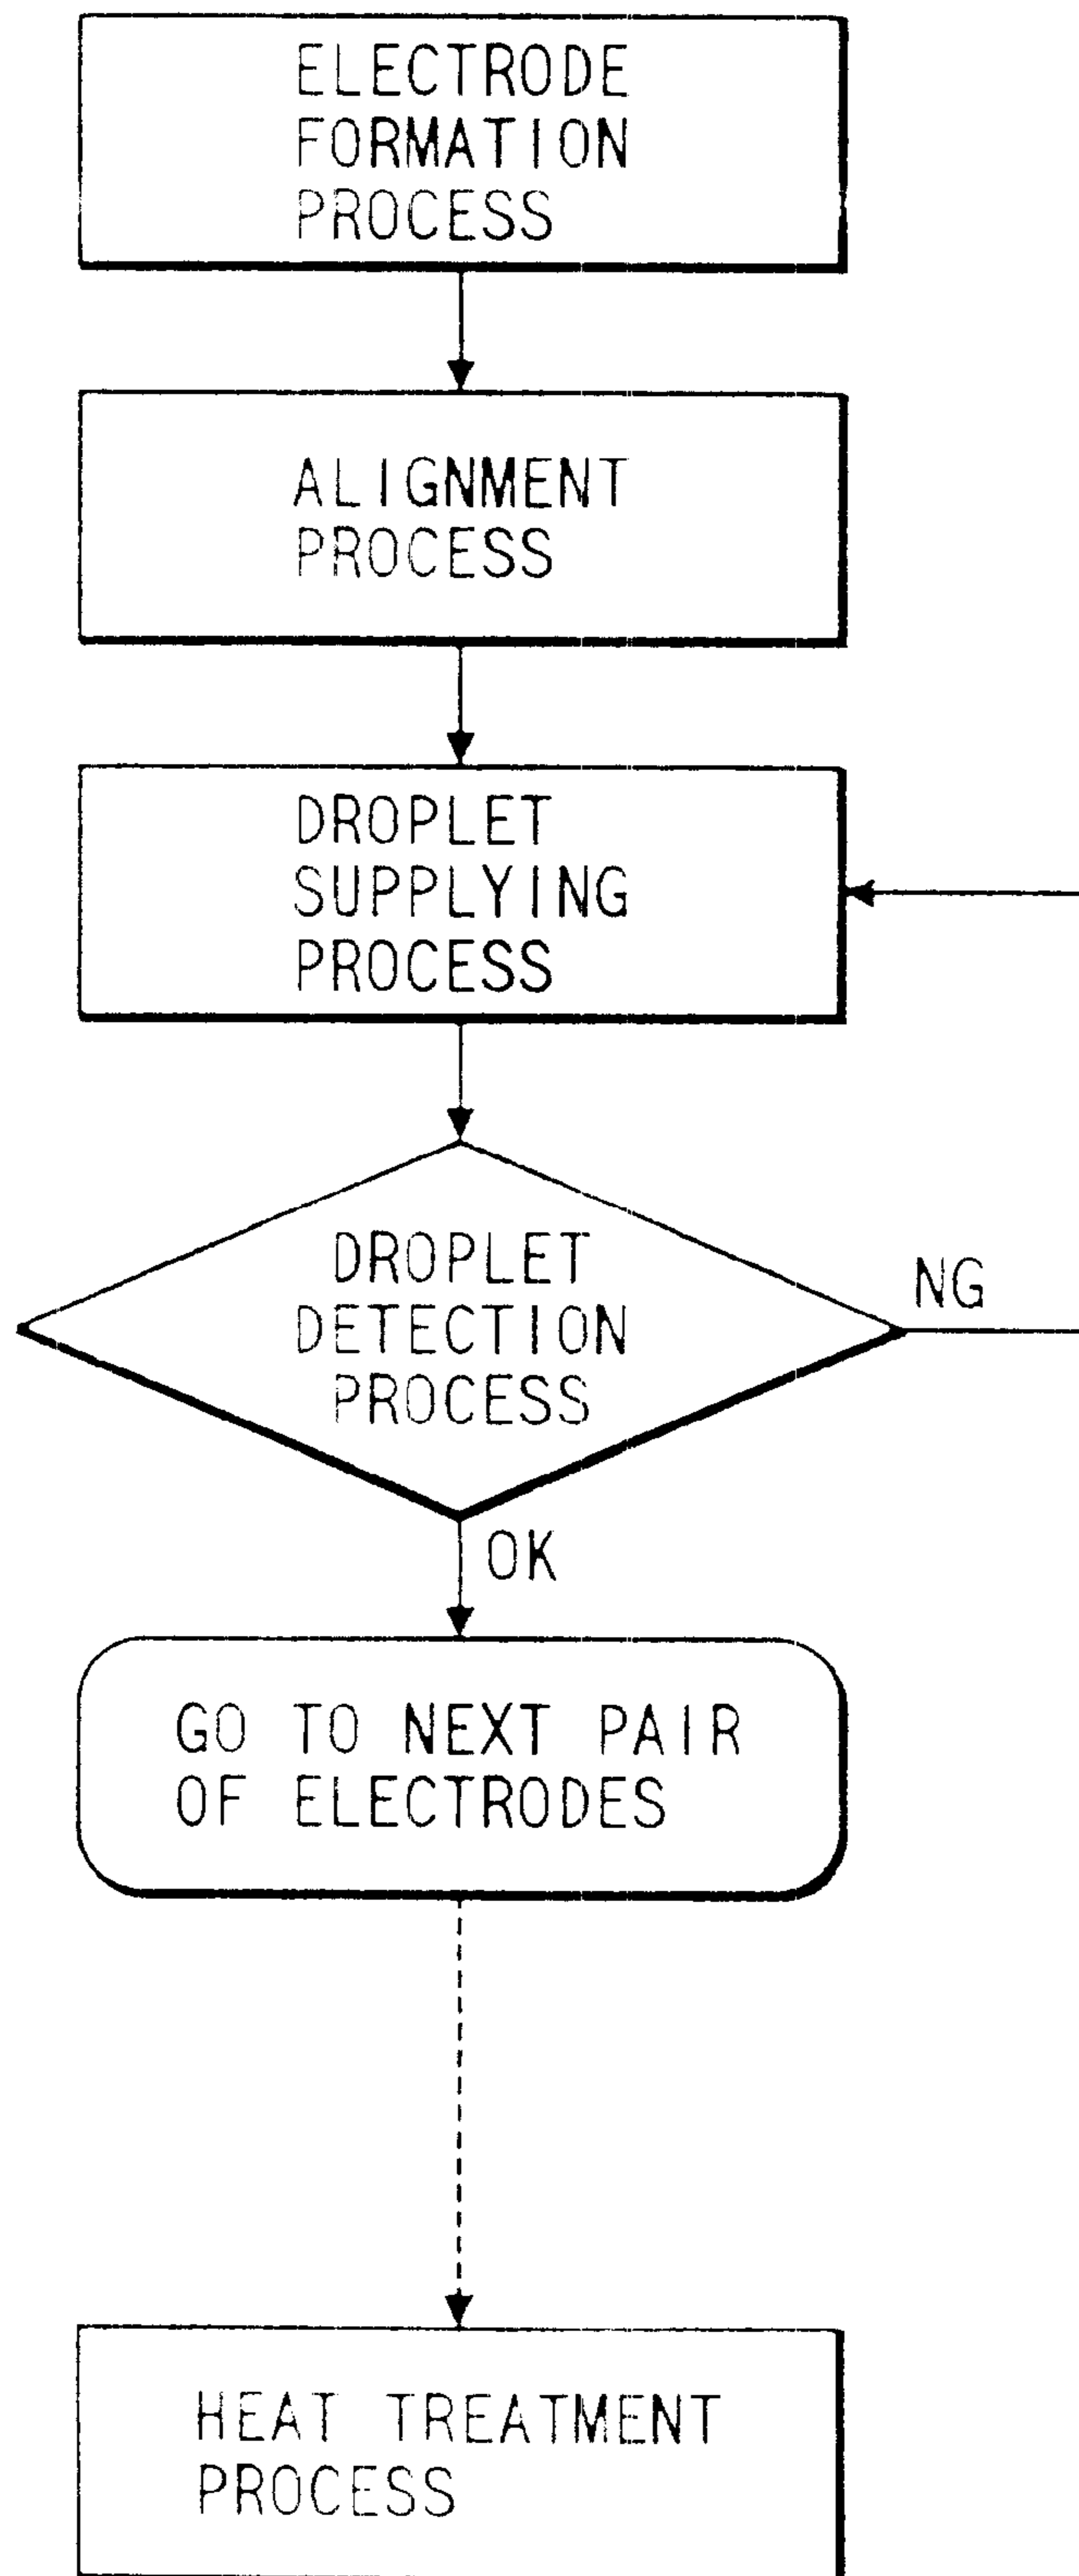 ELECTRODE
FORMATION
PROCESS
ALIGNMENT
PROCESS
DROPLET
SUPPLYING
PROCESS
DROPLET
DETECTION
PROCESS
NG
OK
GO TO NEXT PAIR
OF ELECTRODES
HEAT TREATMENT
PROCESS